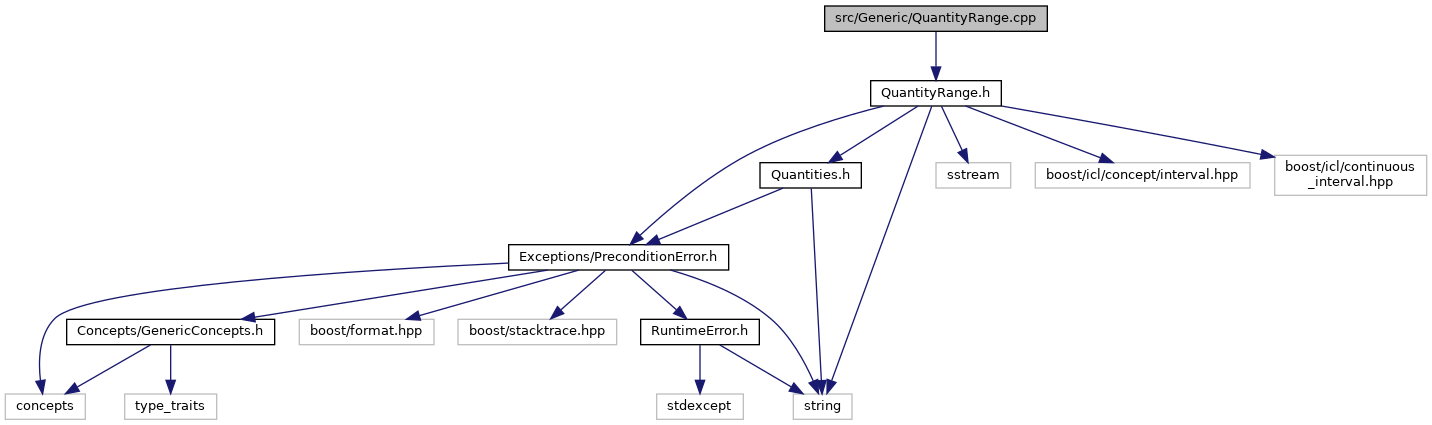 src/Generic/QuantityRange.cpp
QuantityRange.h
Quantities.h
sstream
boost/icl/concept/interval.hpp
boost/icl/continuous
_interval.hpp
Exceptions/PreconditionError.h
Concepts/GenericConcepts.h
boost/format.hpp
boost/stacktrace.hpp
RuntimeError.h
concepts
type_traits
stdexcept
string